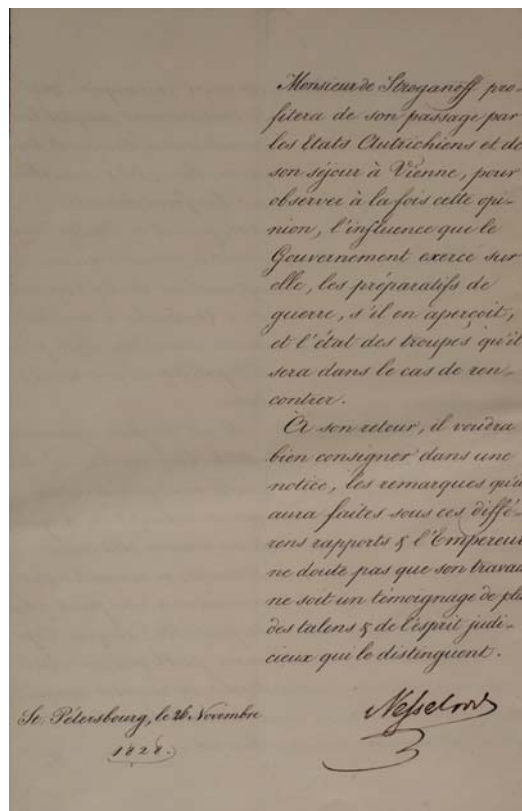 Monsieur de Stroganoff pro-
fitera de son passage par
les Etats Autrichiens et de
son séjour à Vienne, pour
observer à la fois cette opi-
nion, l'influence que le
Gouvernement exerce sur
elle, les préparatifs de
guerre, s'il en aperçoit,
et l'état des troupes qu'il
sera dans le cas de ren-
contrer.
À son retour, il voudra
bien consigner dans une
notice, les remarques qu'il
aura faites sous ces diffé-
rens rapports & l'Empereur
ne doute pas que son travail
ne soit un témoignage de plus
des talens & de l'esprit judi-
cieux qui le distinguent.
St. Pétersbourg, le 26 Novembre
1828.
Nesselrode